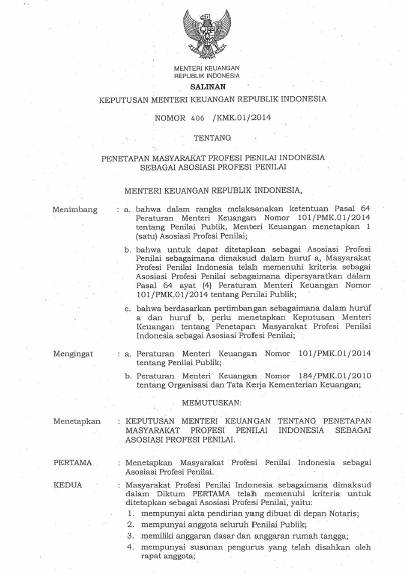 MENTERI KEUANGAN
REPUBLIK INDONESIA
SALINAN
KEPUTUSAN MENTERI KEUANGAN REPUBLIK INDONESIA
NOMOR 406 /KMK.01/2014
TENTANG
PENETAPAN MASYARAKAT PROFESI PENILAI INDONESIA
SEBAGAI ASOSIASI PROFESI PENILAI
MENTERI KEUANGAN REPUBLIK INDONESIA,
Menimbang : a. bahwa dalam rangka melaksanakan ketentuan Pasal 64
Peraturan Menteri Keuangan Nomor 101/PMK.01/2014
tentang Penilai Publik, Menteri Keuangan menetapkan 1
(satu) Asosiasi Profesi Penilai;
b. bahwa untuk dapat ditetapkan sebagai Asosiasi Profesi
Penilai sebagaimana dimaksud dalam huruf a, Masyarakat
Profesi Penilai Indonesia telah memenuhi kriteria sebagai
Asosiasi Profesi Penilai sebagaimana dipersyaratkan dalam
Pasal 64 ayat (4) Peraturan Menteri Keuangan Nomor
101/PMK.01/2014 tentang Penilai Publik;
c. bahwa berdasarkan pertimbangan sebagaimana dalam huruf
a dan huruf b, perlu menetapkan Keputusan Menteri
Keuangan tentang Penetapan Masyarakat Profesi Penilai
Indonesia sebagai Asosiasi Profesi Penilai;
Mengingat : a. Peraturan Menteri Keuangan Nomor 101/PMK.01/2014
tentang Penilai Publik;
b. Peraturan Menteri Keuangan Nomor 184/PMK.01/2010
tentang Organisasi dan Tata Kerja Kementerian Keuangan;
MEMUTUSKAN:
Menetapkan : KEPUTUSAN MENTERI KEUANGAN TENTANG PENETAPAN
MASYARAKAT PROFESI PENILAI INDONESIA SEBAGAI
ASOSIASI PROFESI PENILAI.
PERTAMA : Menetapkan Masyarakat Profesi Penilai Indonesia sebagai
Asosiasi Profesi Penilai.
KEDUA : Masyarakat Profesi Penilai Indonesia sebagaimana dimaksud
dalam Diktum PERTAMA telah memenuhi kriteria untuk
ditetapkan sebagai Asosiasi Profesi Penilai, yaitu:
1. mempunyai akta pendirian yang dibuat di depan Notaris;
2. mempunyai anggota seluruh Penilai Publik;
3. memiliki anggaran dasar dan anggaran rumah tangga;
4. mempunyai susunan pengurus yang telah disahkan oleh
rapat anggota;